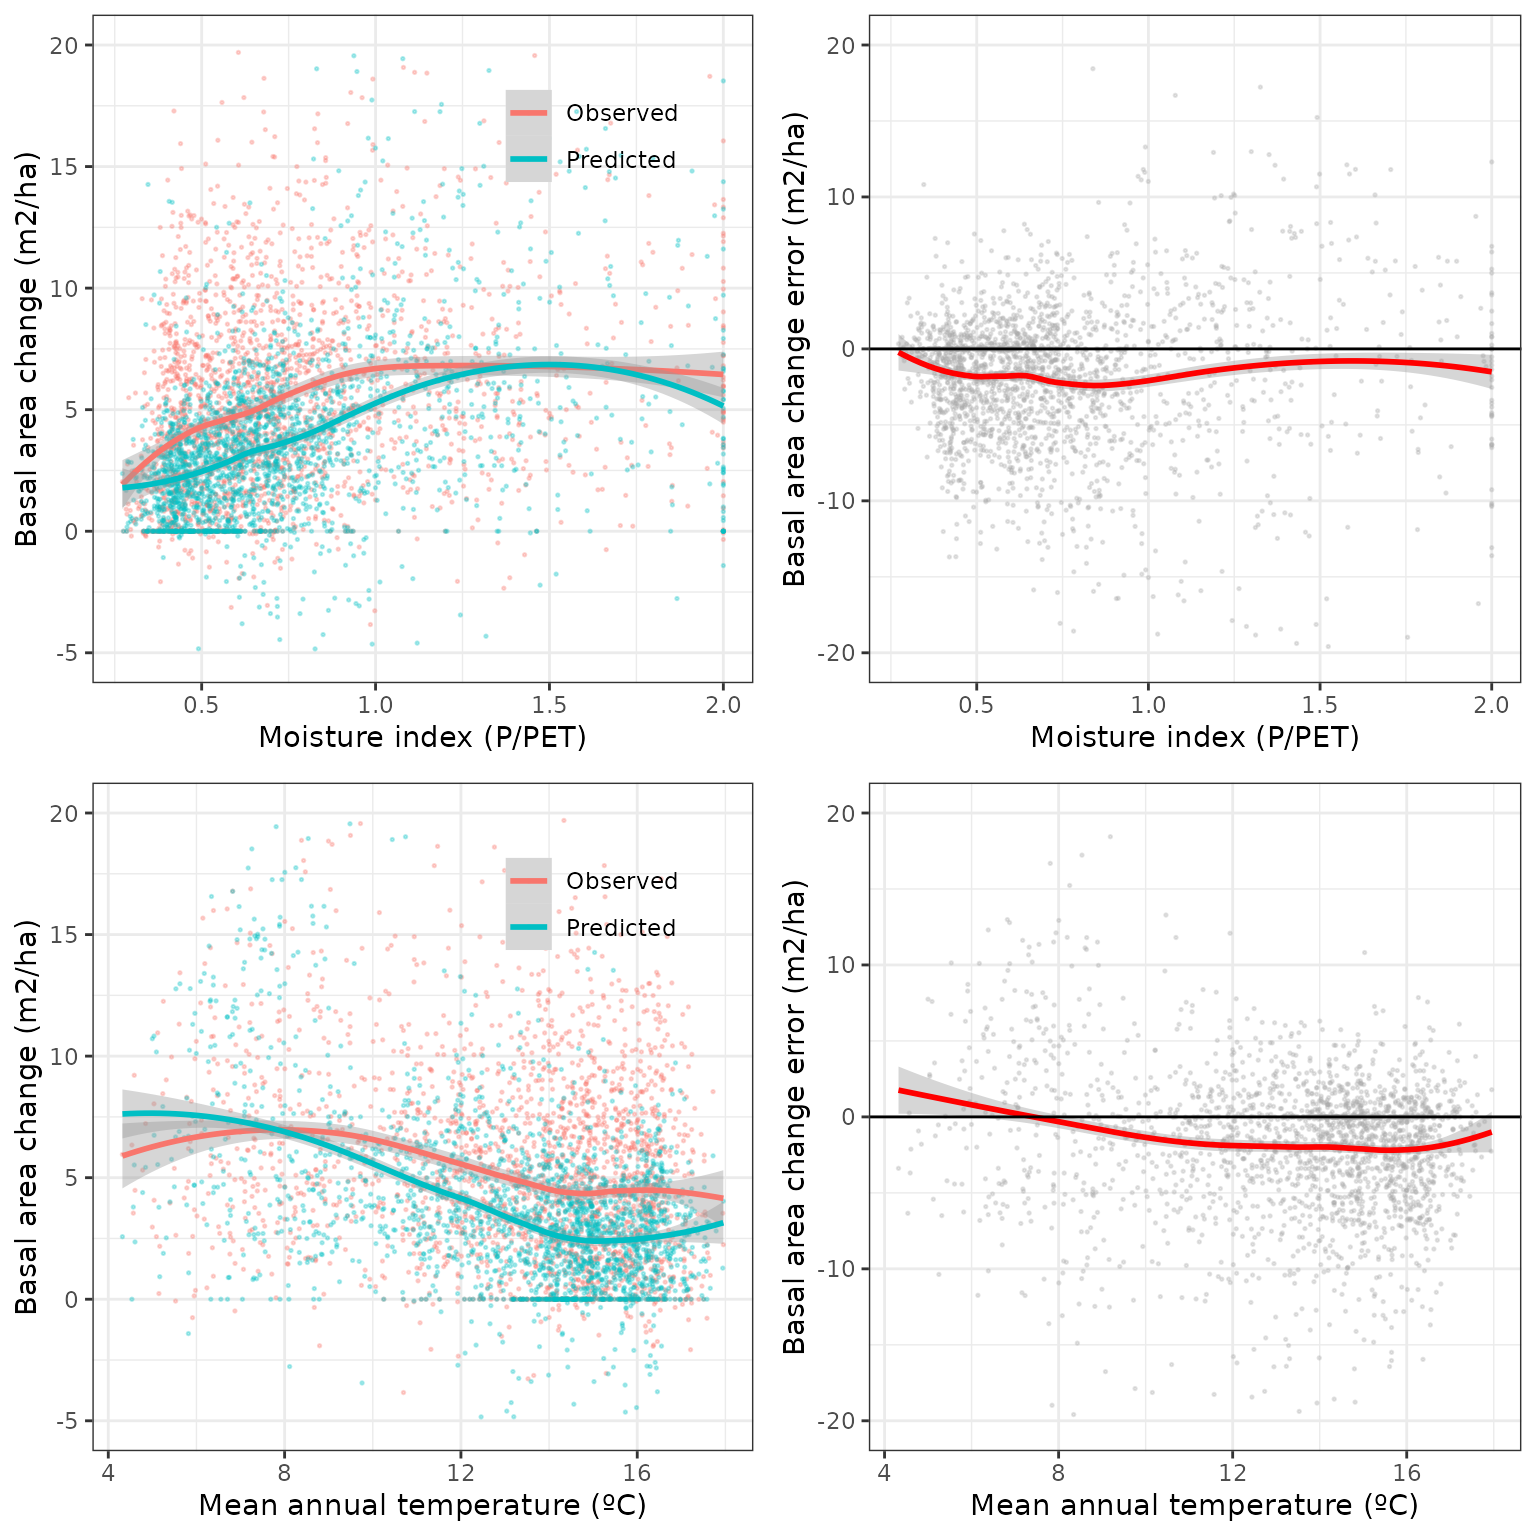 20
15
10
5
0
-5
Basal area change (m2/ha)
Observed
Predicted
0.5 1.0 1.5 2.0
Moisture index (P/PET)
20
10
0
-10
-20
Basal area change error (m2/ha)
0.5 1.0 1.5 2.0
Moisture index (P/PET)
20
15
10
5
0
-5
Basal area change (m2/ha)
Observed
Predicted
4 8 12 16
Mean annual temperature (ºC)
20
10
0
-10
-20
Basal area change error (m2/ha)
4 8 12 16
Mean annual temperature (ºC)